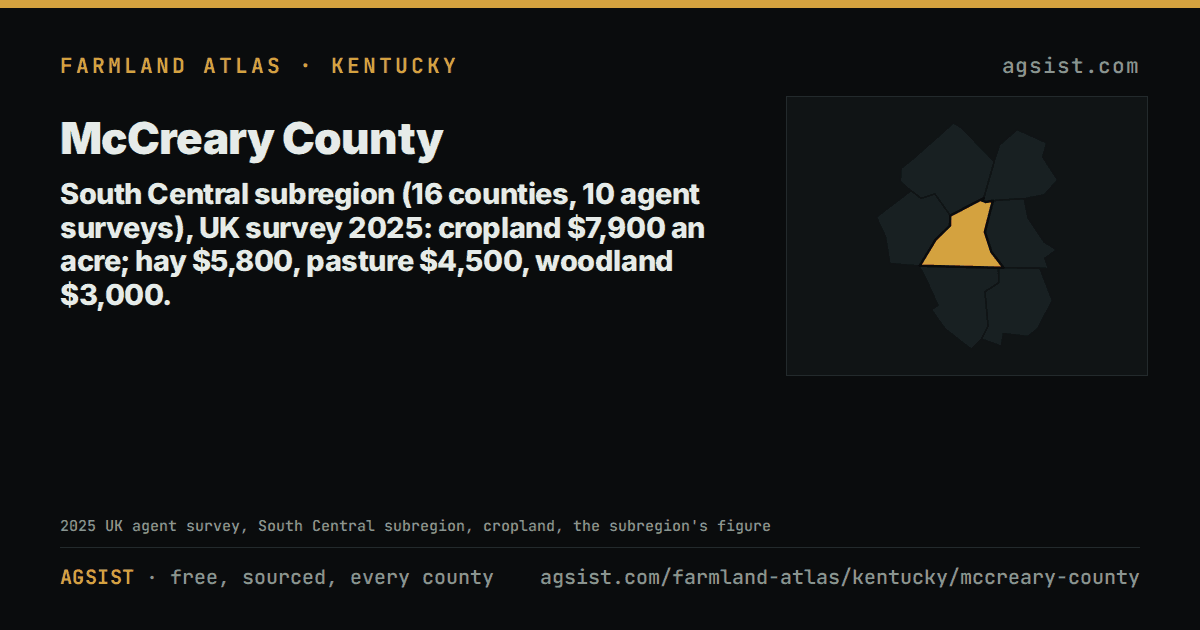 FARMLAND ATLAS · KENTUCKY
agsist.com
McCreary County
South Central subregion (16 counties, 10 agent
surveys), UK survey 2025: cropland $7,900 an
acre; hay $5,800, pasture $4,500, woodland
$3,000.
2025 UK agent survey, South Central subregion, cropland, the subregion's figure
AGSIST · free, sourced, every county
agsist.com/farmland-atlas/kentucky/mccreary-county